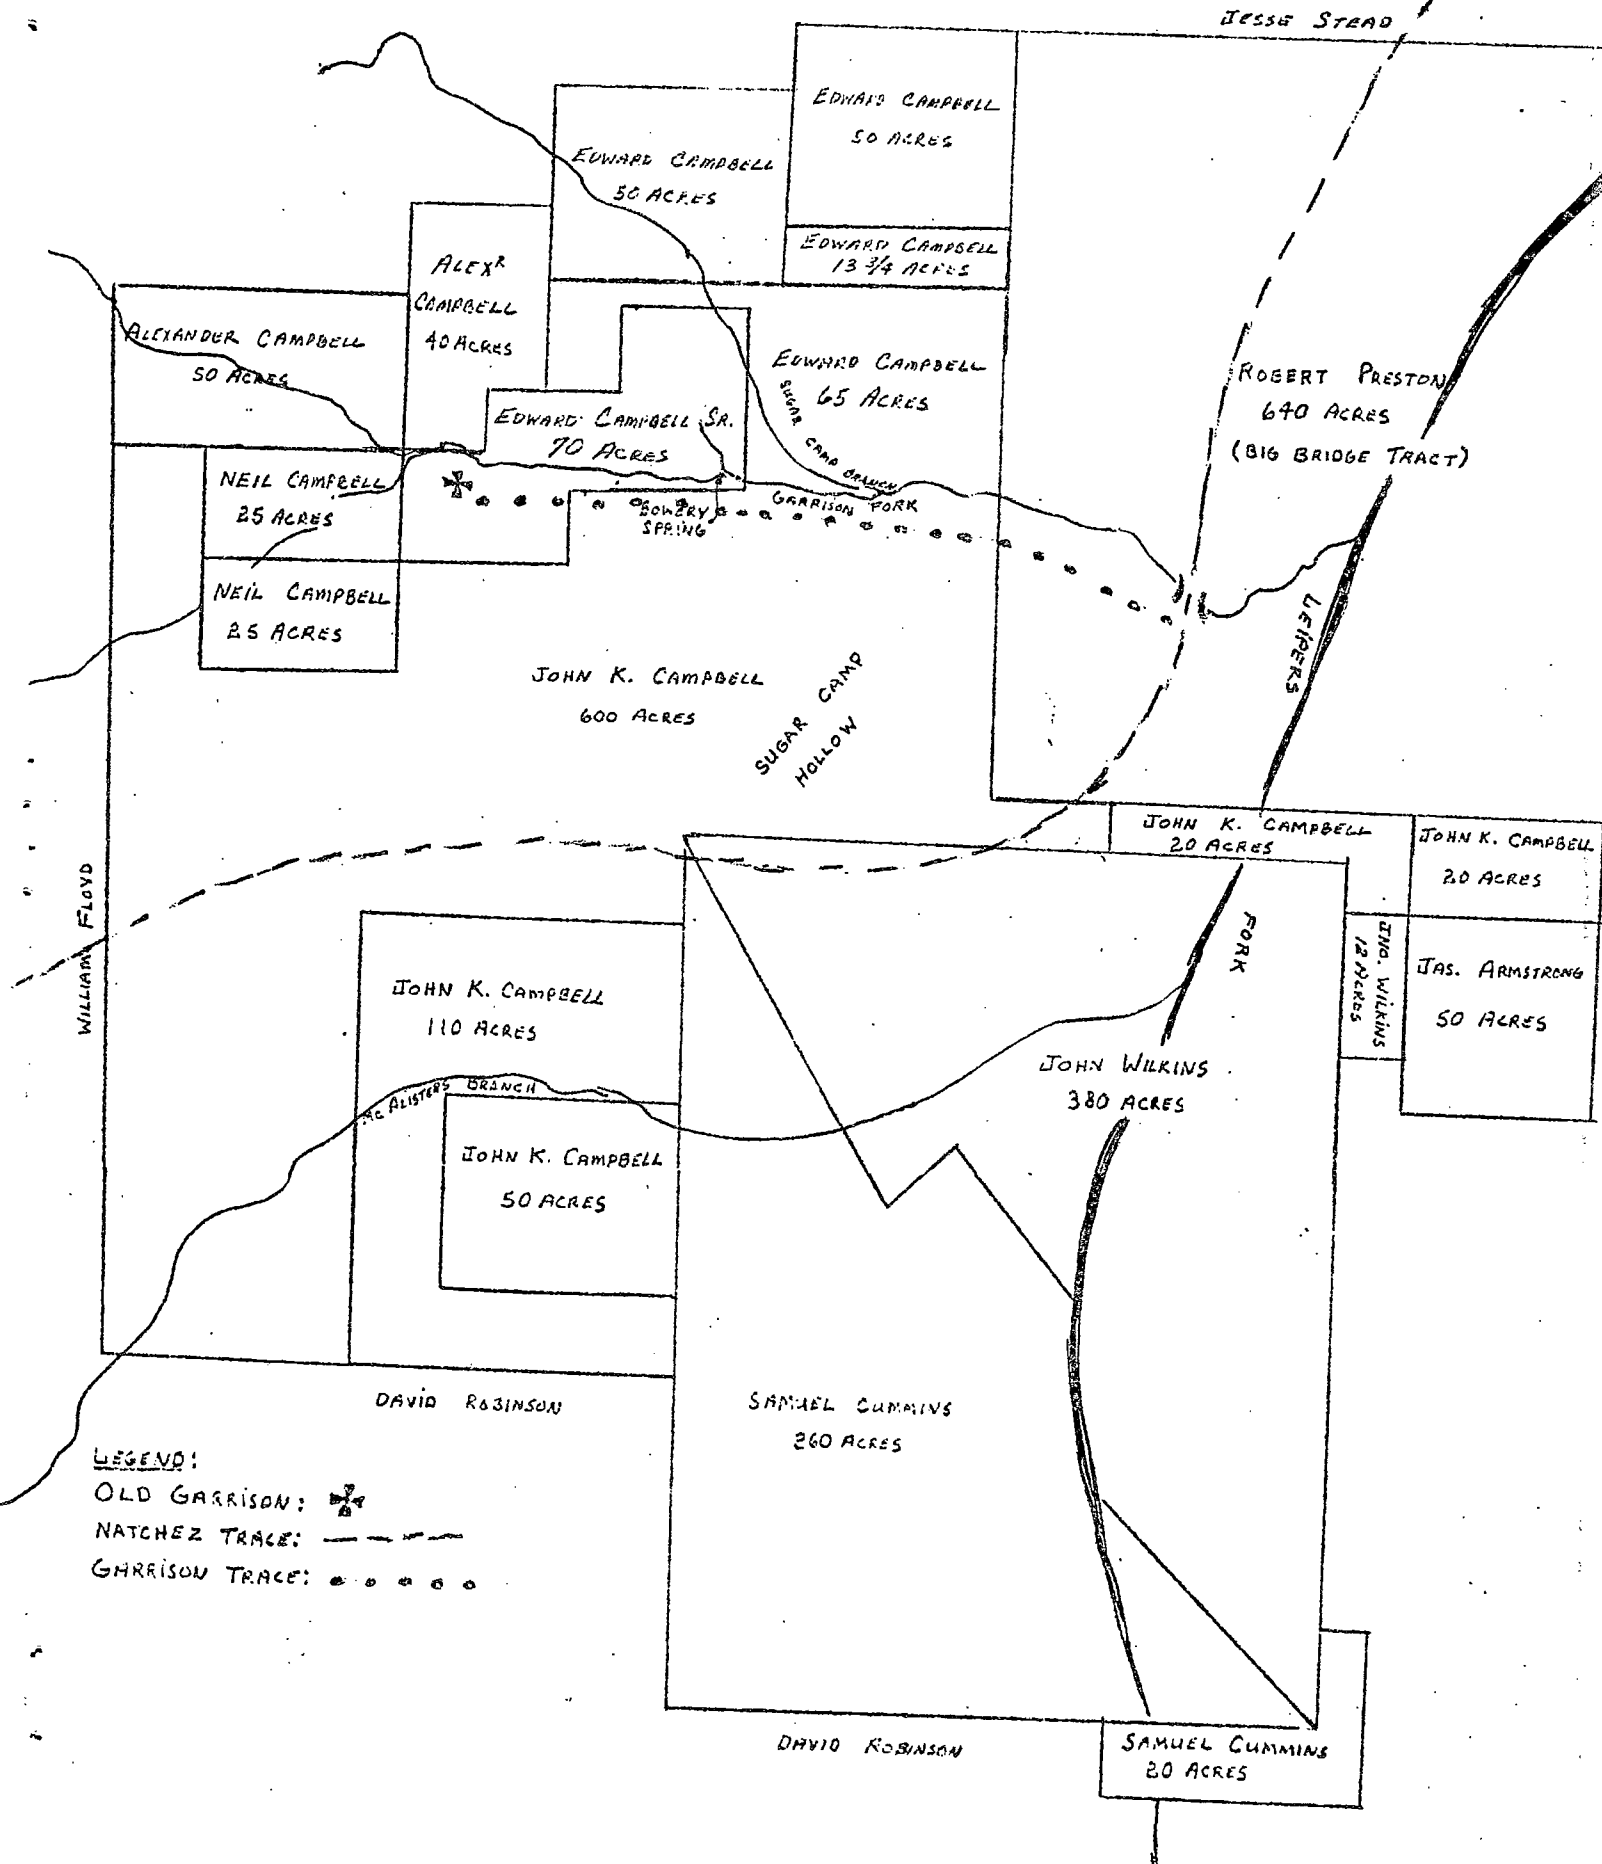 JESSE STEAD
EDWARD CAMPBELL
50 ACRES
EDWARD CAMPBELL
50 ACRES
EDWARD CAMPBELL
13 3/4 ACRES
ALEXR
CAMPBELL
40 ACRES
ALEXANDER CAMPBELL
50 ACRES
EDWARD CAMPBELL
65 ACRES
EDWARD CAMPBELL SR.
70 ACRES
SUGAR CAMP BRANCH
ROBERT PRESTON
640 ACRES
(BIG BRIDGE TRACT)
NEIL CAMPBELL
25 ACRES
GARRISON FORK
BOWERY
SPRING
NEIL CAMPBELL
25 ACRES
LEIPERS
JOHN K. CAMPBELL
600 ACRES
SUGAR CAMP
HOLLOW
JOHN K. CAMPBELL
20 ACRES
JOHN K. CAMPBELL
20 ACRES
WILLIAM FLOYD
FORK
JNO. WILKINS
12 ACRES
JAS. ARMSTRONG
50 ACRES
JOHN K. CAMPBELL
110 ACRES
JOHN WILKINS
380 ACRES
MC ALISTERS BRANCH
JOHN K. CAMPBELL
50 ACRES
DAVID ROBINSON
SAMUEL CUMMINS
260 ACRES
LEGEND:
OLD GARRISON:
NATCHEZ TRACE:
GARRISON TRACE:
DAVID ROBINSON
SAMUEL CUMMINS
20 ACRES